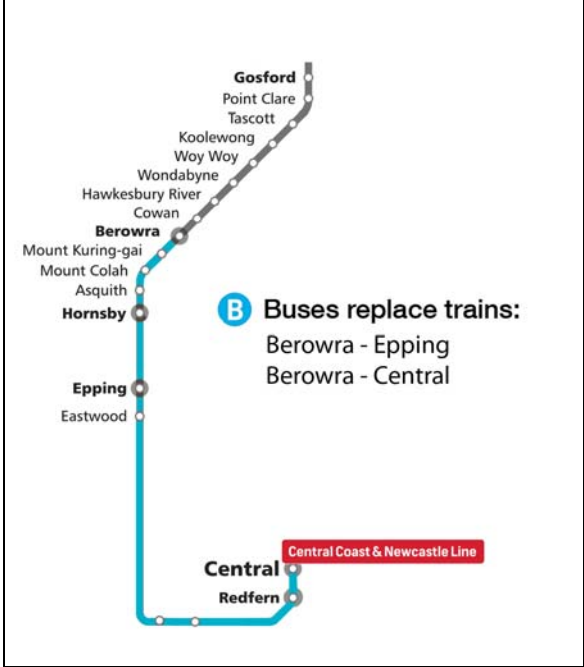 Gosford
Point Clare
Tascott
Koolewong
Woy Woy
Wondabyne
Hawkesbury River
Cowan
Berowra
Mount Kuring-gai
Mount Colah
Asquith
Hornsby
B Buses replace trains:
Berowra - Epping
Berowra - Central
Epping
Eastwood
Central Coast & Newcastle Line
Central
Redfern